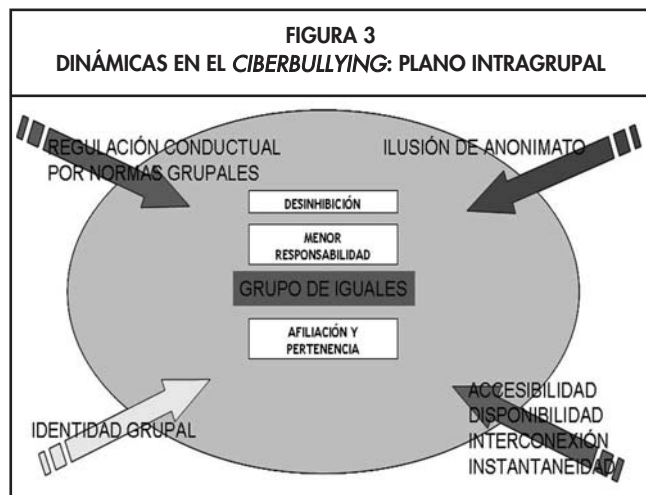 FIGURA 3
DINÁMICAS EN EL CIBERBULLYING: PLANO INTRAGRUPAL
REGULACIÓN CONDUCTUAL
POR NORMAS GRUPALES
ILUSIÓN DE ANONIMATO
DESINHIBICIÓN
MENOR
RESPONSABILIDAD
GRUPO DE IGUALES
AFILIACIÓN Y
PERTENENCIA
IDENTIDAD GRUPAL
ACCESIBILIDAD
DISPONIBILIDAD
INTERCONEXIÓN
INSTANTANEIDAD